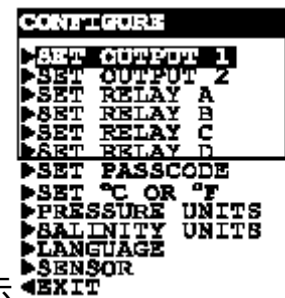 CONFIGURE
▶SET OUTPUT 1
▶SET OUTPUT 2
▶SET RELAY A
▶SET RELAY B
▶SET RELAY C
▶SET RELAY D
▶SET PASSCODE
▶SET °C OR °F
▶PRESSURE UNITS
▶SALINITY UNITS
▶LANGUAGE
▶SENSOR
示 ◀EXIT